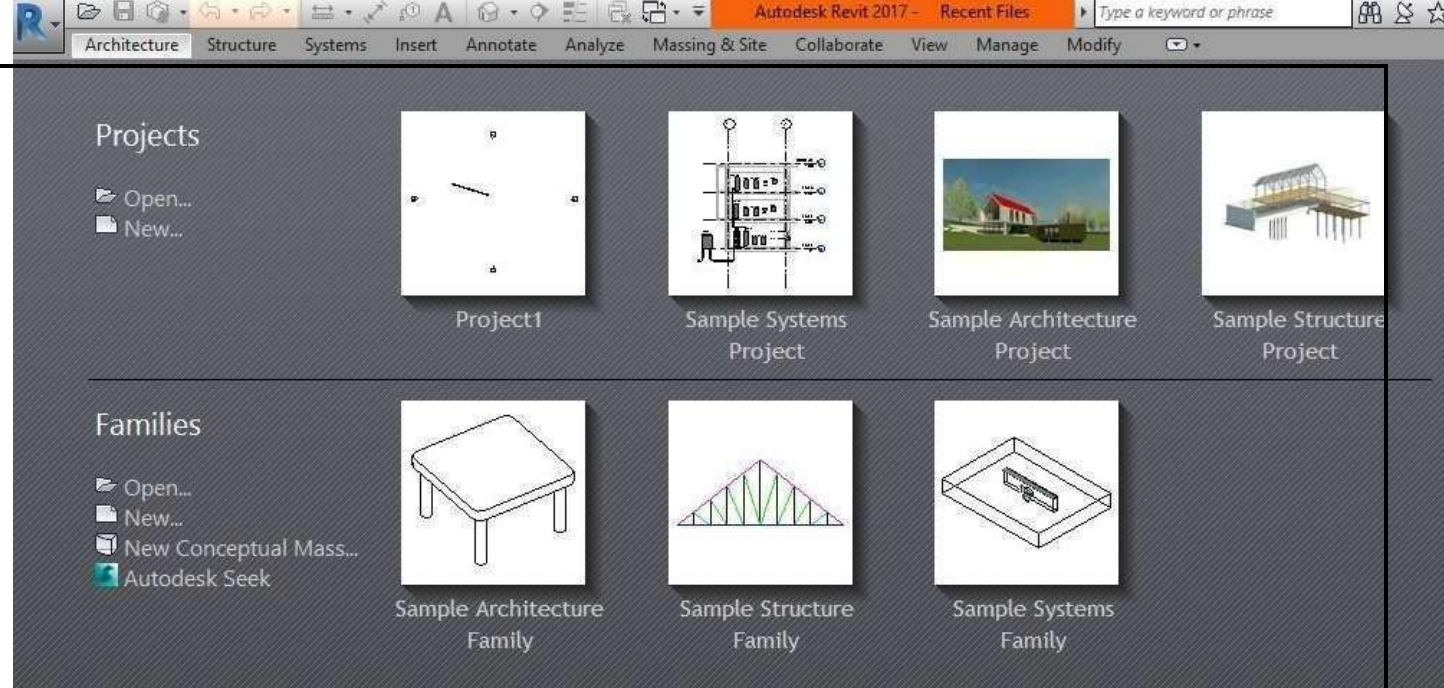 R
A
Autodesk Revit 2017 - Recent Files
Type a keyword or phrase
Architecture Structure Systems Insert Annotate Analyze Massing & Site Collaborate View Manage Modify
Projects
Open...
New...
Project1
Sample Systems
Project
Sample Architecture
Project
Sample Structure
Project
Families
Open...
New...
New Conceptual Mass...
Autodesk Seek
Sample Architecture
Family
Sample Structure
Family
Sample Systems
Family